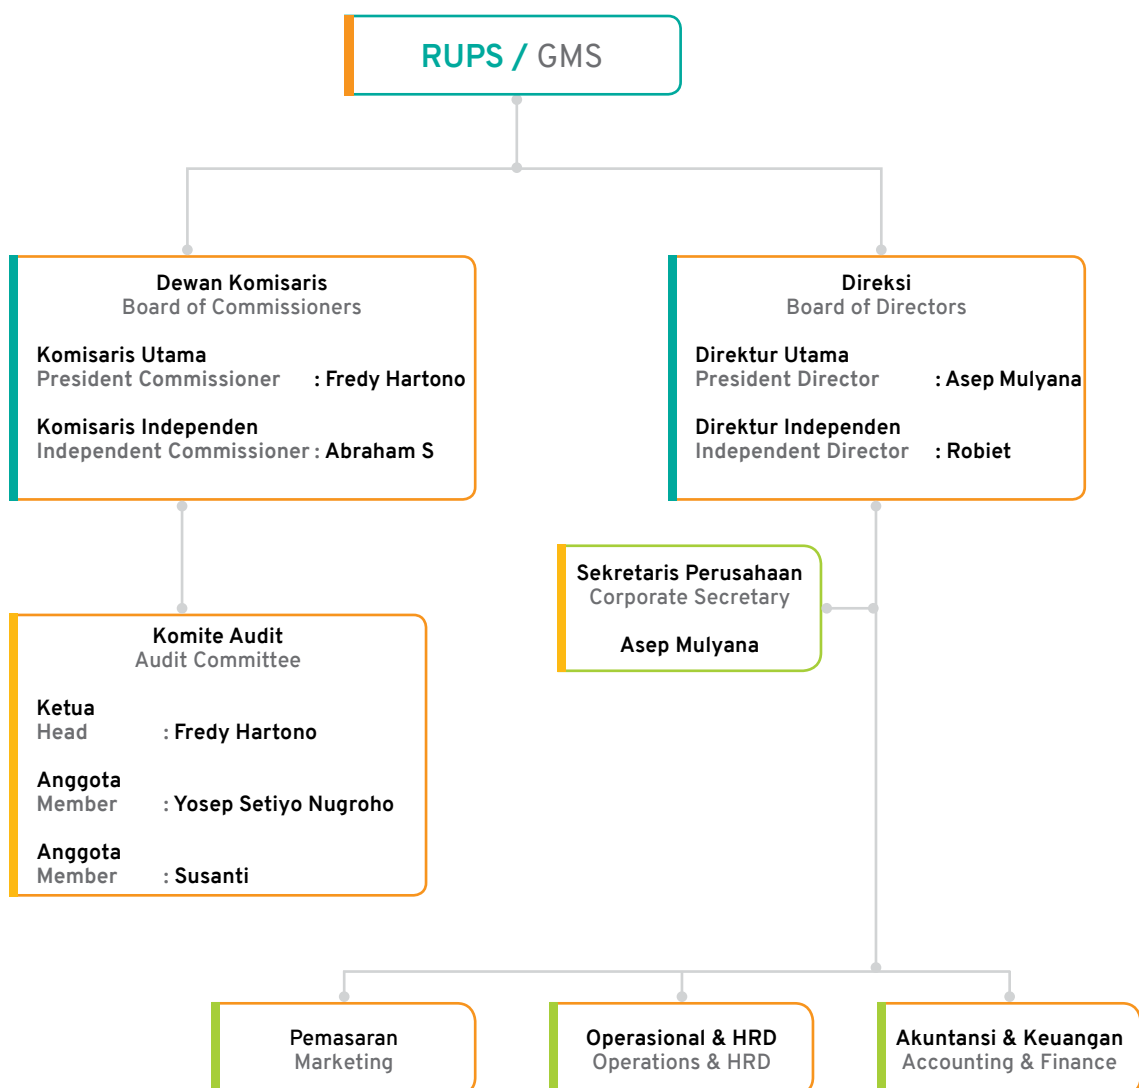 RUPS / GMS
Dewan Komisaris
Board of Commissioners
Komisaris Utama
President Commissioner : Fredy Hartono
Komisaris Independen
Independent Commissioner : Abraham S
Direksi
Board of Directors
Direktur Utama
President Director : Asep Mulyana
Direktur Independen
Independent Director : Robiet
Sekretaris Perusahaan
Corporate Secretary
Asep Mulyana
Komite Audit
Audit Committee
Ketua
Head : Fredy Hartono
Anggota
Member : Yosep Setiyo Nugroho
Anggota
Member : Susanti
Pemasaran
Marketing
Operasional & HRD
Operations & HRD
Akuntansi & Keuangan
Accounting & Finance